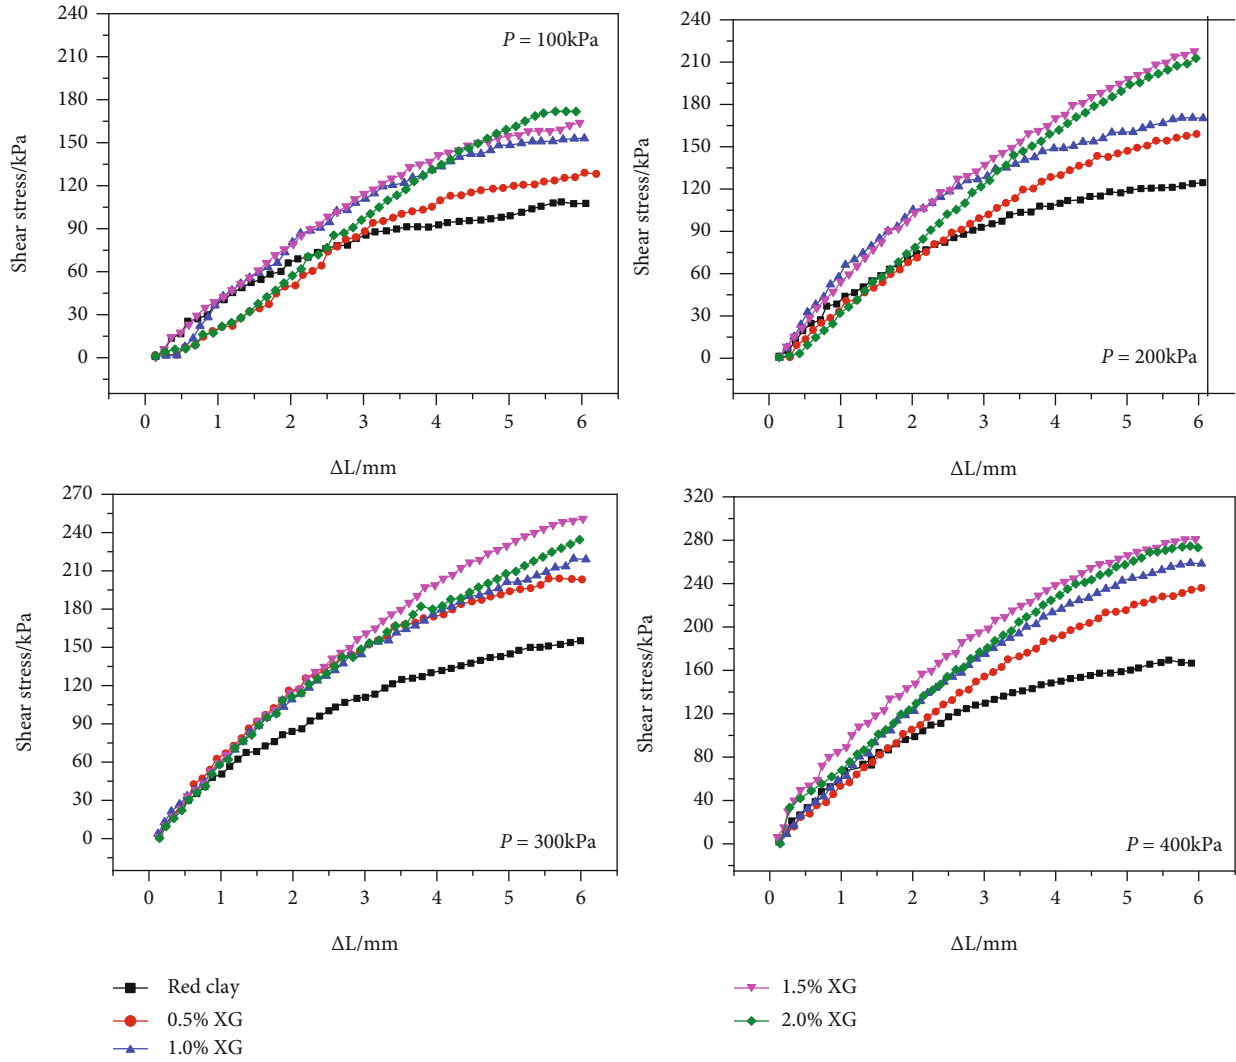 240
210
180
150
120
90
60
30
0
Shear stress/kPa
P = 100kPa
0 1 2 3 4 5 6
ΔL/mm
240
210
180
150
120
90
60
30
0
Shear stress/kPa
P = 200kPa
0 1 2 3 4 5 6
ΔL/mm
270
240
210
180
150
120
90
60
30
0
Shear stress/kPa
P = 300kPa
0 1 2 3 4 5 6
ΔL/mm
320
280
240
200
160
120
80
40
0
Shear stress/kPa
P = 400kPa
0 1 2 3 4 5 6
ΔL/mm
Red clay
0.5% XG
1.0% XG
1.5% XG
2.0% XG